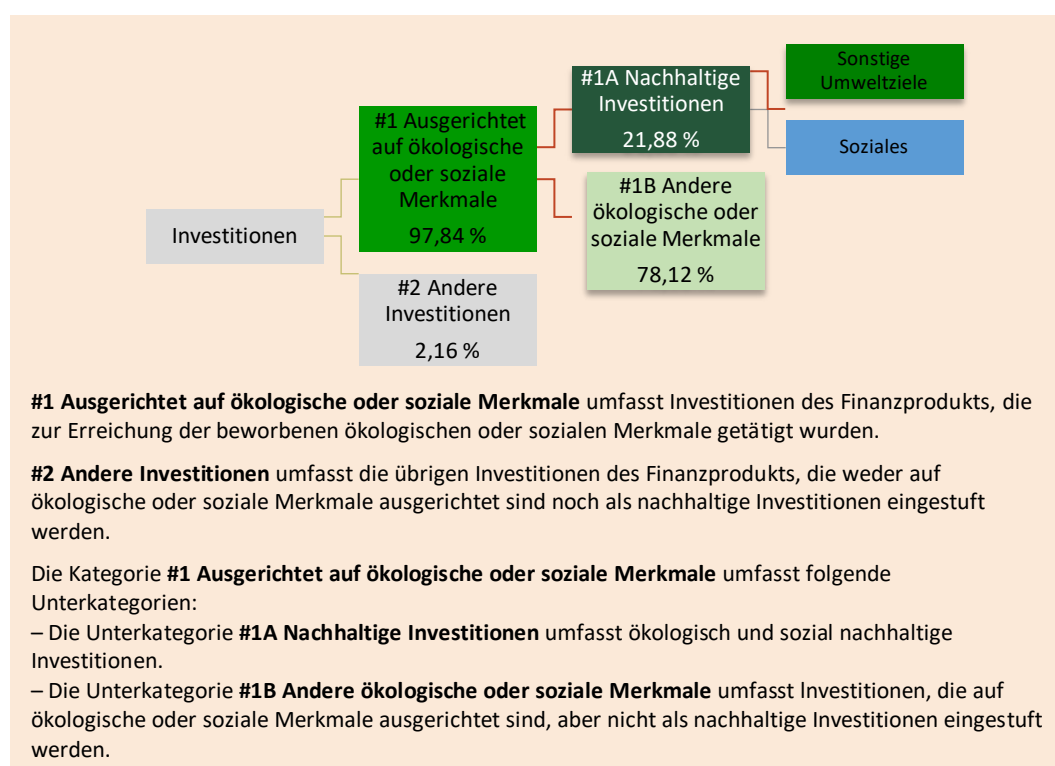 Sonstige
Umweltziele
#1A Nachhaltige
Investitionen
21,88 %
#1 Ausgerichtet
auf ökologische
oder soziale
Merkmale
97,84 %
Soziales
#1B Andere
ökologische oder
soziale Merkmale
78,12 %
Investitionen
#2 Andere
Investitionen
2,16 %
#1 Ausgerichtet auf ökologische oder soziale Merkmale umfasst Investitionen des Finanzprodukts, die
zur Erreichung der beworbenen ökologischen oder sozialen Merkmale getätigt wurden.
#2 Andere Investitionen umfasst die übrigen Investitionen des Finanzprodukts, die weder auf
ökologische oder soziale Merkmale ausgerichtet sind noch als nachhaltige Investitionen eingestuft
werden.
Die Kategorie #1 Ausgerichtet auf ökologische oder soziale Merkmale umfasst folgende
Unterkategorien:
– Die Unterkategorie #1A Nachhaltige Investitionen umfasst ökologisch und sozial nachhaltige
Investitionen.
– Die Unterkategorie #1B Andere ökologische oder soziale Merkmale umfasst Investitionen, die auf
ökologische oder soziale Merkmale ausgerichtet sind, aber nicht als nachhaltige Investitionen eingestuft
werden.